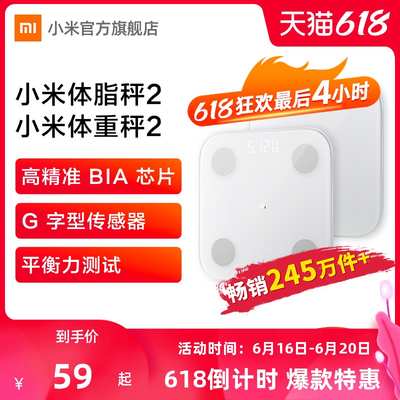 小米官方旗舰店
天猫618
小米体脂秤2
小米体重秤2
618狂欢最后4小时
高精准 BIA 芯片
G 字型传感器
平衡力测试
畅销245万件+
活动时间：6月16日-6月20日
¥ 59 起
618倒计时 爆款特惠